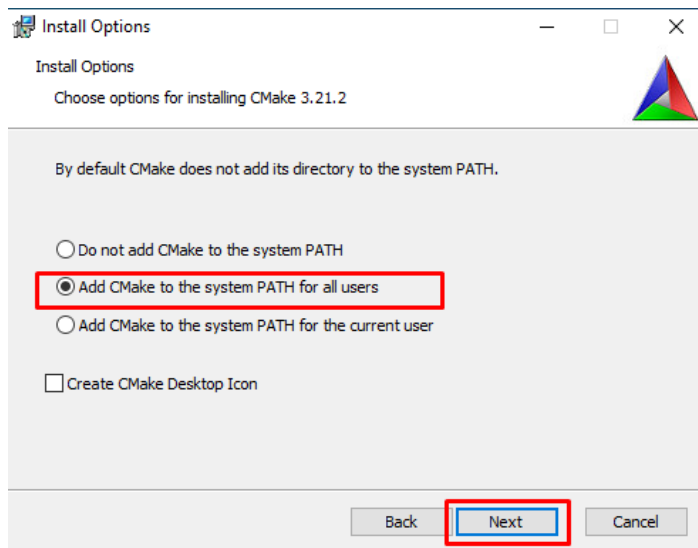 Install Options
Install Options
Choose options for installing CMake 3.21.2
By default CMake does not add its directory to the system PATH.
Do not add CMake to the system PATH
Add CMake to the system PATH for all users
Add CMake to the system PATH for the current user
Create CMake Desktop Icon
Back Next Cancel